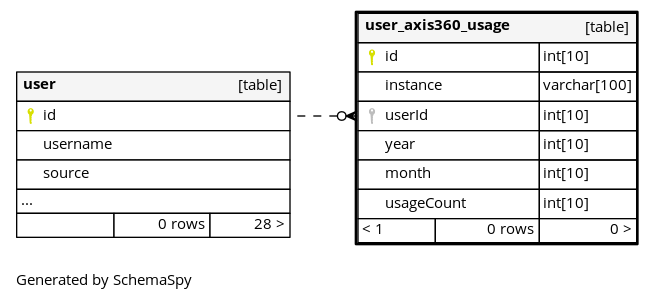 user [table]
id
username
source
...
0 rows 28 >
user_axis360_usage [table]
id int[10]
instance varchar[100]
userId int[10]
year int[10]
month int[10]
usageCount int[10]
< 1 0 rows 0 >
Generated by SchemaSpy